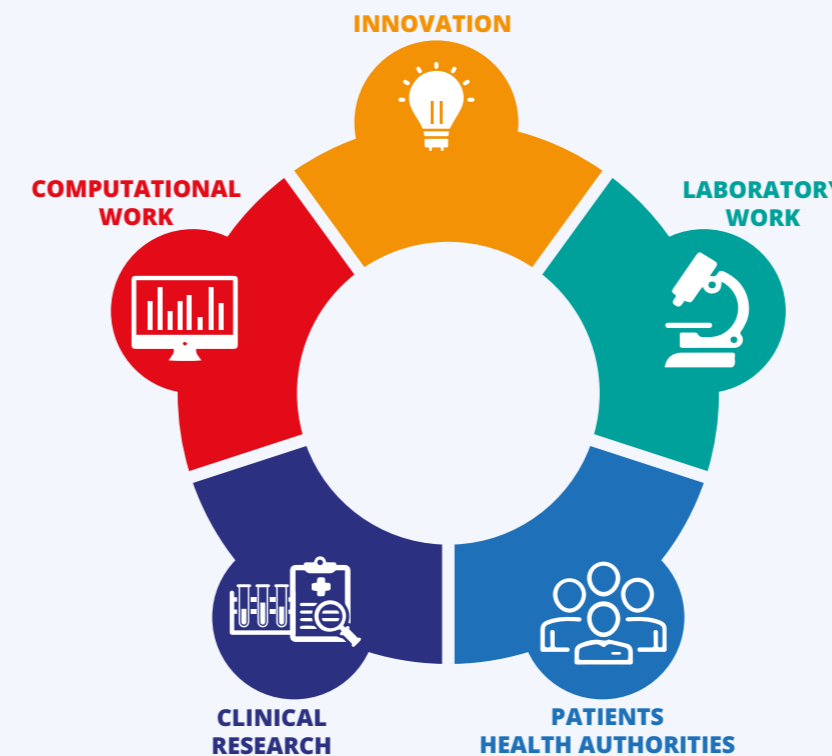 INNOVATION
COMPUTATIONAL
WORK
LABORATORY
WORK
CLINICAL
RESEARCH
PATIENTS
HEALTH AUTHORITIES